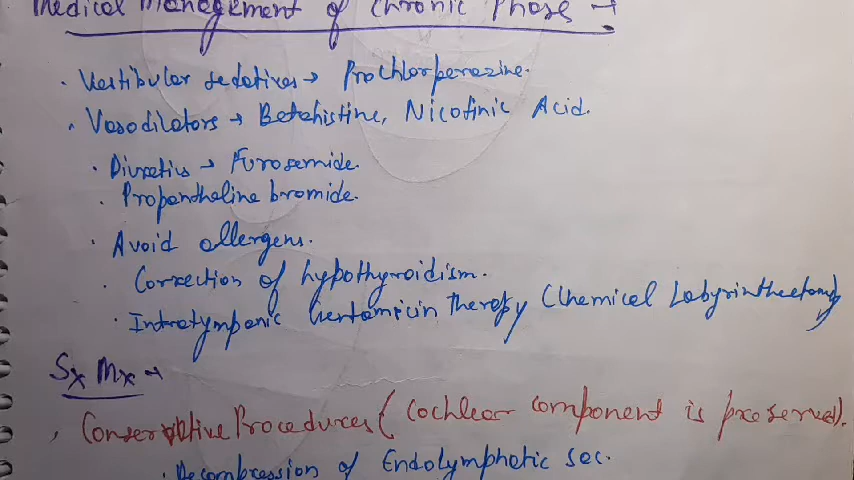 Medical Management of Chronic Phase →
. Vestibular sedatives → Prochlorperazine.
. Vasodilators → Betahistine, Nicotinic Acid.
. Diuretics → Furosemide.
. Propantheline bromide.
. Avoid allergens.
. Correction of hypothyroidism.
. Intratympanic Gentamicin Therapy (Chemical Labyrinthectomy
Sx Mx →
. Conservative Procedures ( cochlear component is preserved).
. Decompression of Endolymphatic sac.